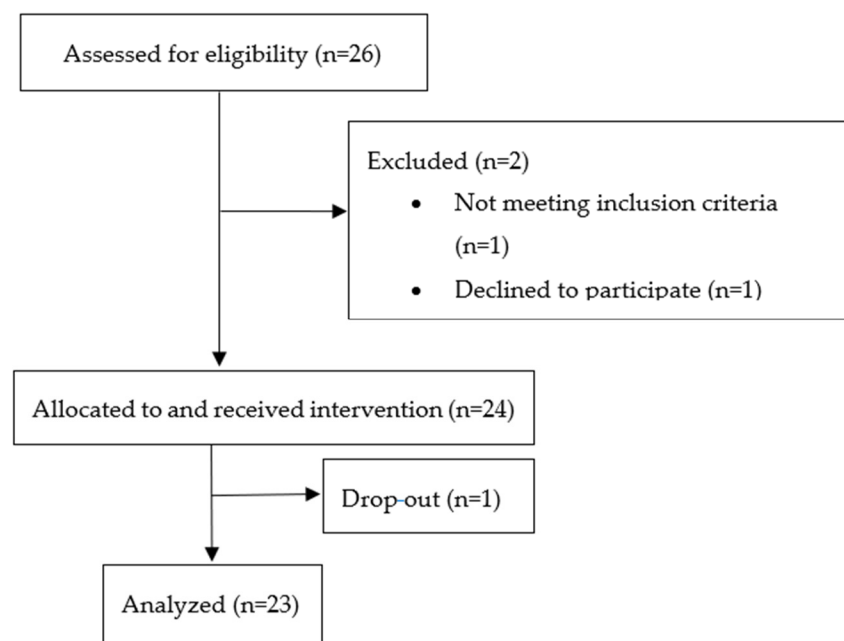 Assessed for eligibility (n=26)
Excluded (n=2)
• Not meeting inclusion criteria
(n=1)
• Declined to participate (n=1)
Allocated to and received intervention (n=24)
Drop-out (n=1)
Analyzed (n=23)